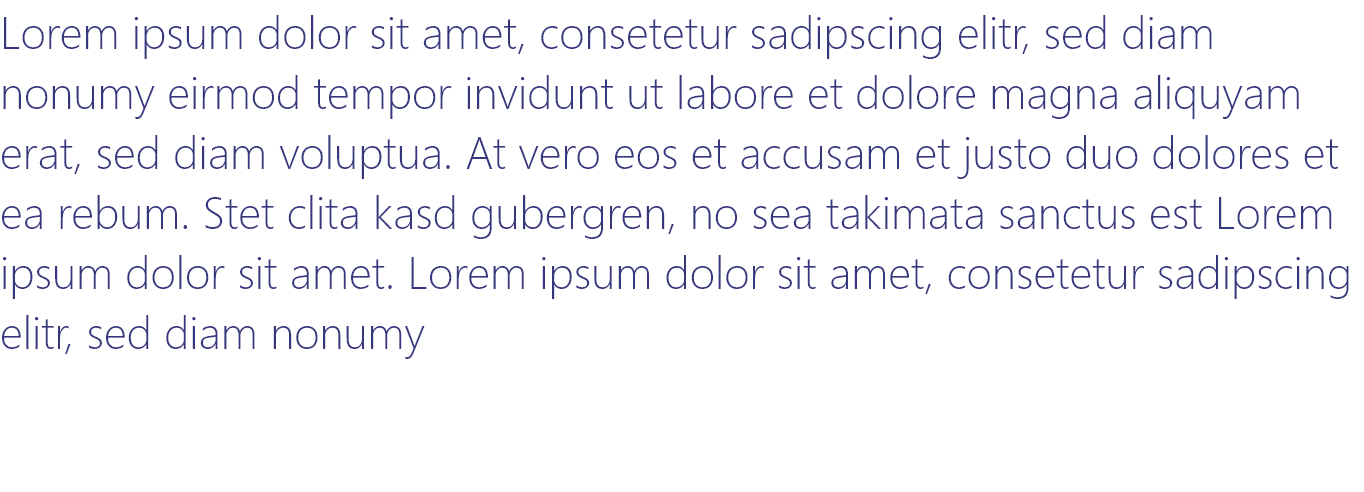 Lorem ipsum dolor sit amet, consetetur sadipscing elitr, sed diam
nonumy eirmod tempor invidunt ut labore et dolore magna aliquyam
erat, sed diam voluptua. At vero eos et accusam et justo duo dolores et
ea rebum. Stet clita kasd gubergren, no sea takimata sanctus est Lorem
ipsum dolor sit amet. Lorem ipsum dolor sit amet, consetetur sadipscing
elitr, sed diam nonumy